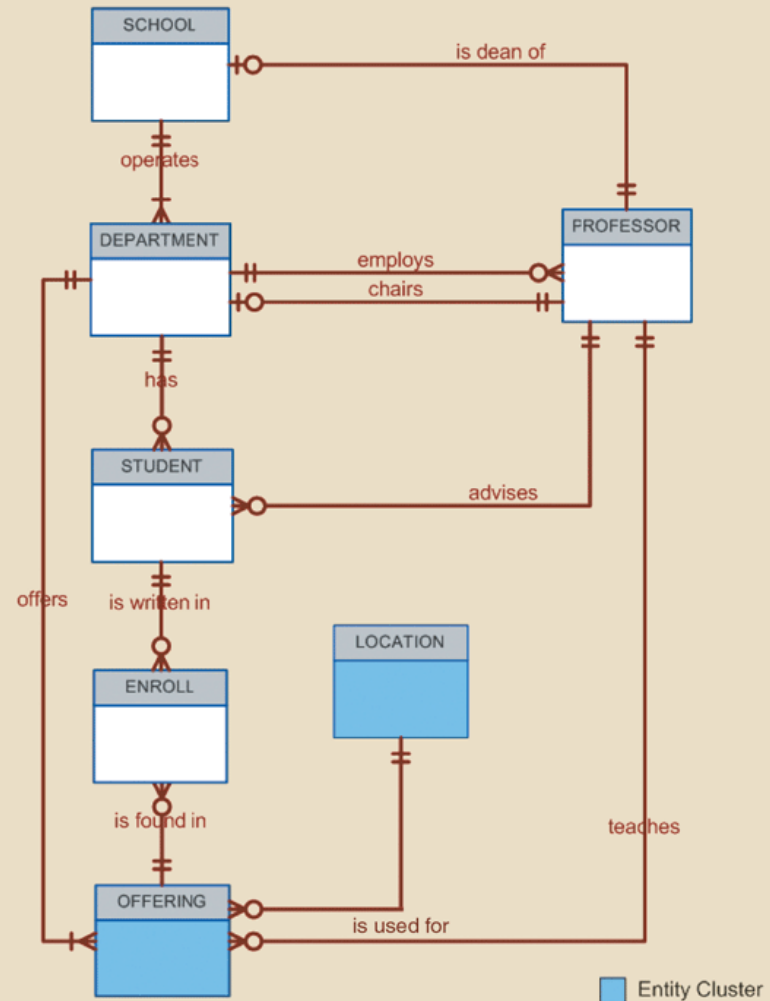 SCHOOL
is dean of
operates
PROFESSOR
DEPARTMENT
employs
chairs
has
STUDENT
advises
offers
is written in
LOCATION
ENROLL
is found in
teaches
OFFERING
is used for
Entity Cluster